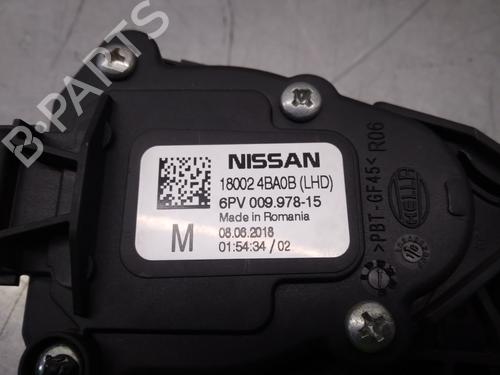 B-PARTS
NISSAN
18002 4BA0B (LHD)
6PV 009.978-15
Made in Romania
M
08.06.2018
01:54:34 / 02
>PBT-GF45< R06
HELLA